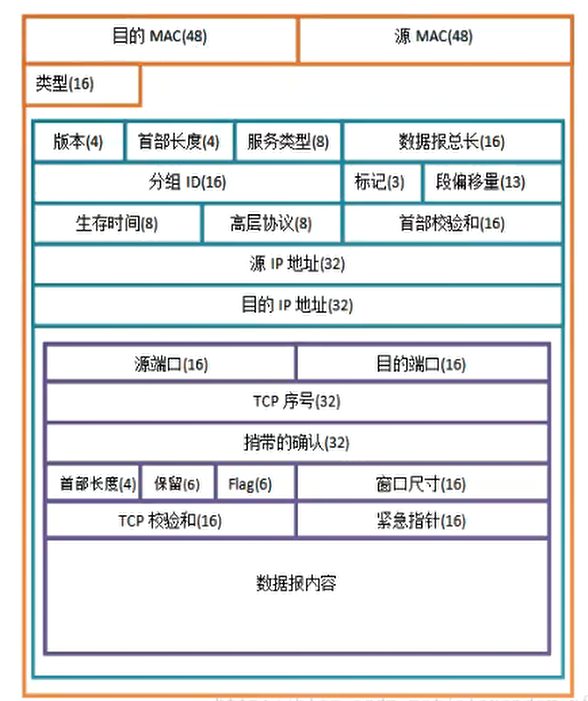 目的 MAC(48) 源 MAC(48)
类型(16)
版本(4) 首部长度(4) 服务类型(8) 数据报总长(16)
分组 ID(16) 标记(3) 段偏移量(13)
生存时间(8) 高层协议(8) 首部校验和(16)
源 IP 地址(32)
目的 IP 地址(32)
源端口(16) 目的端口(16)
TCP 序号(32)
捎带的确认(32)
首部长度(4) 保留(6) Flag(6) 窗口尺寸(16)
TCP 校验和(16) 紧急指针(16)
数据报内容